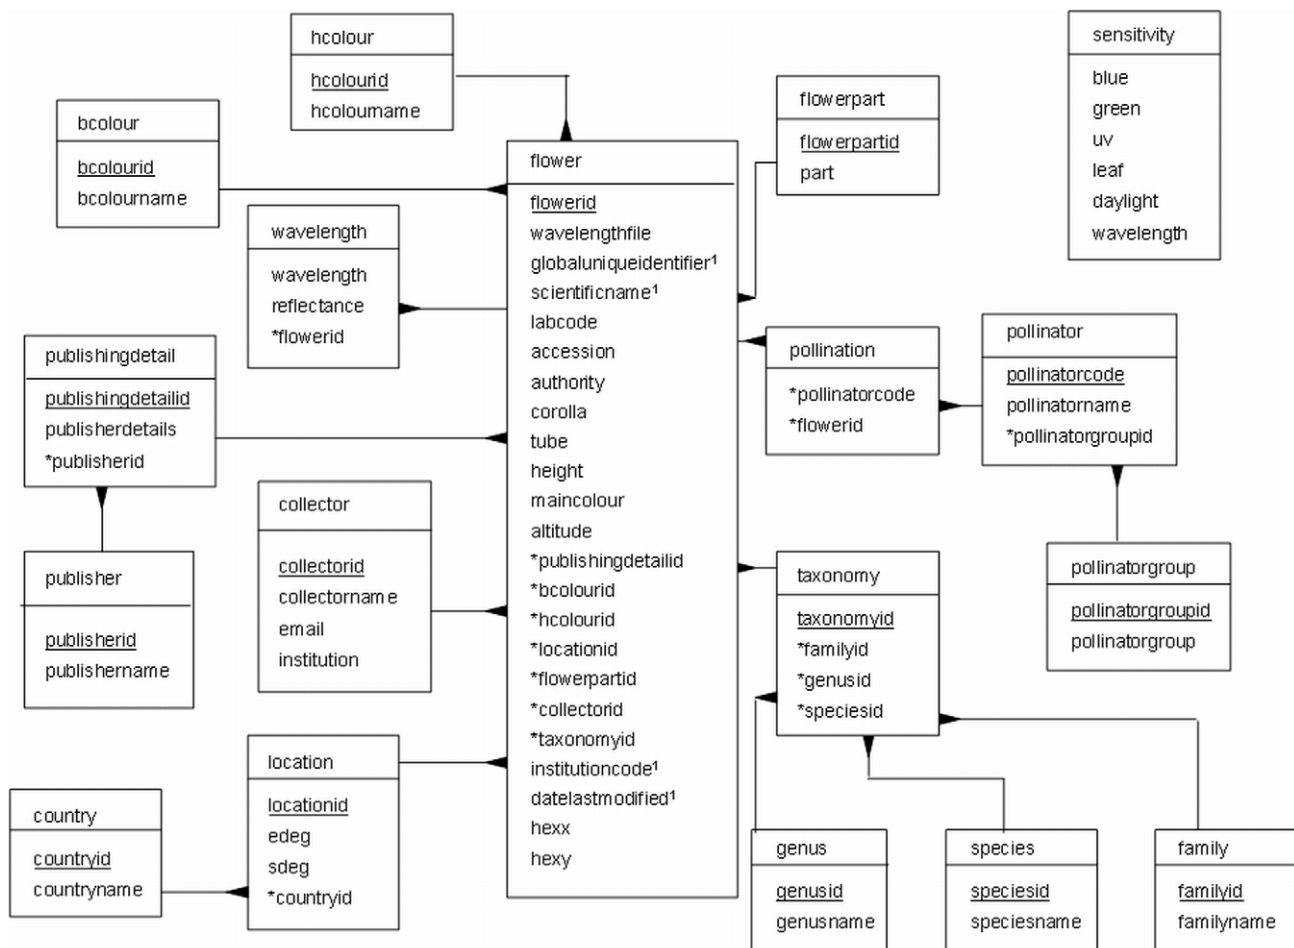 hcolour
hcolourid
hcolourname
sensitivity
blue
green
uv
leaf
daylight
wavelength
flowerpart
flowerpartid
part
bcolour
bcolourid
bcolourname
flower
flowerid
wavelengthfile
globaluniqueidentifier¹
scientificname¹
labcode
accession
authority
corolla
tube
height
maincolour
altitude
*publishingdetailid
*bcolourid
*hcolourid
*locationid
*flowerpartid
*collectorid
*taxonomyid
institutioncode¹
datelastmodified¹
hexx
hexy
wavelength
wavelength
reflectance
*flowerid
publishingdetail
publishingdetailid
publisherdetails
*publisherid
pollination
*pollinatorcode
*flowerid
pollinator
pollinatorcode
pollinatorname
*pollinatorgroupid
collector
collectorid
collectorname
email
institution
publisher
publisherid
publishername
taxonomy
taxonomyid
*familyid
*genusid
*speciesid
pollinatorgroup
pollinatorgroupid
pollinatorgroup
location
locationid
edeg
sdeg
*countryid
country
countryid
countryname
genus
genusid
genusname
species
speciesid
speciesname
family
familyid
familyname